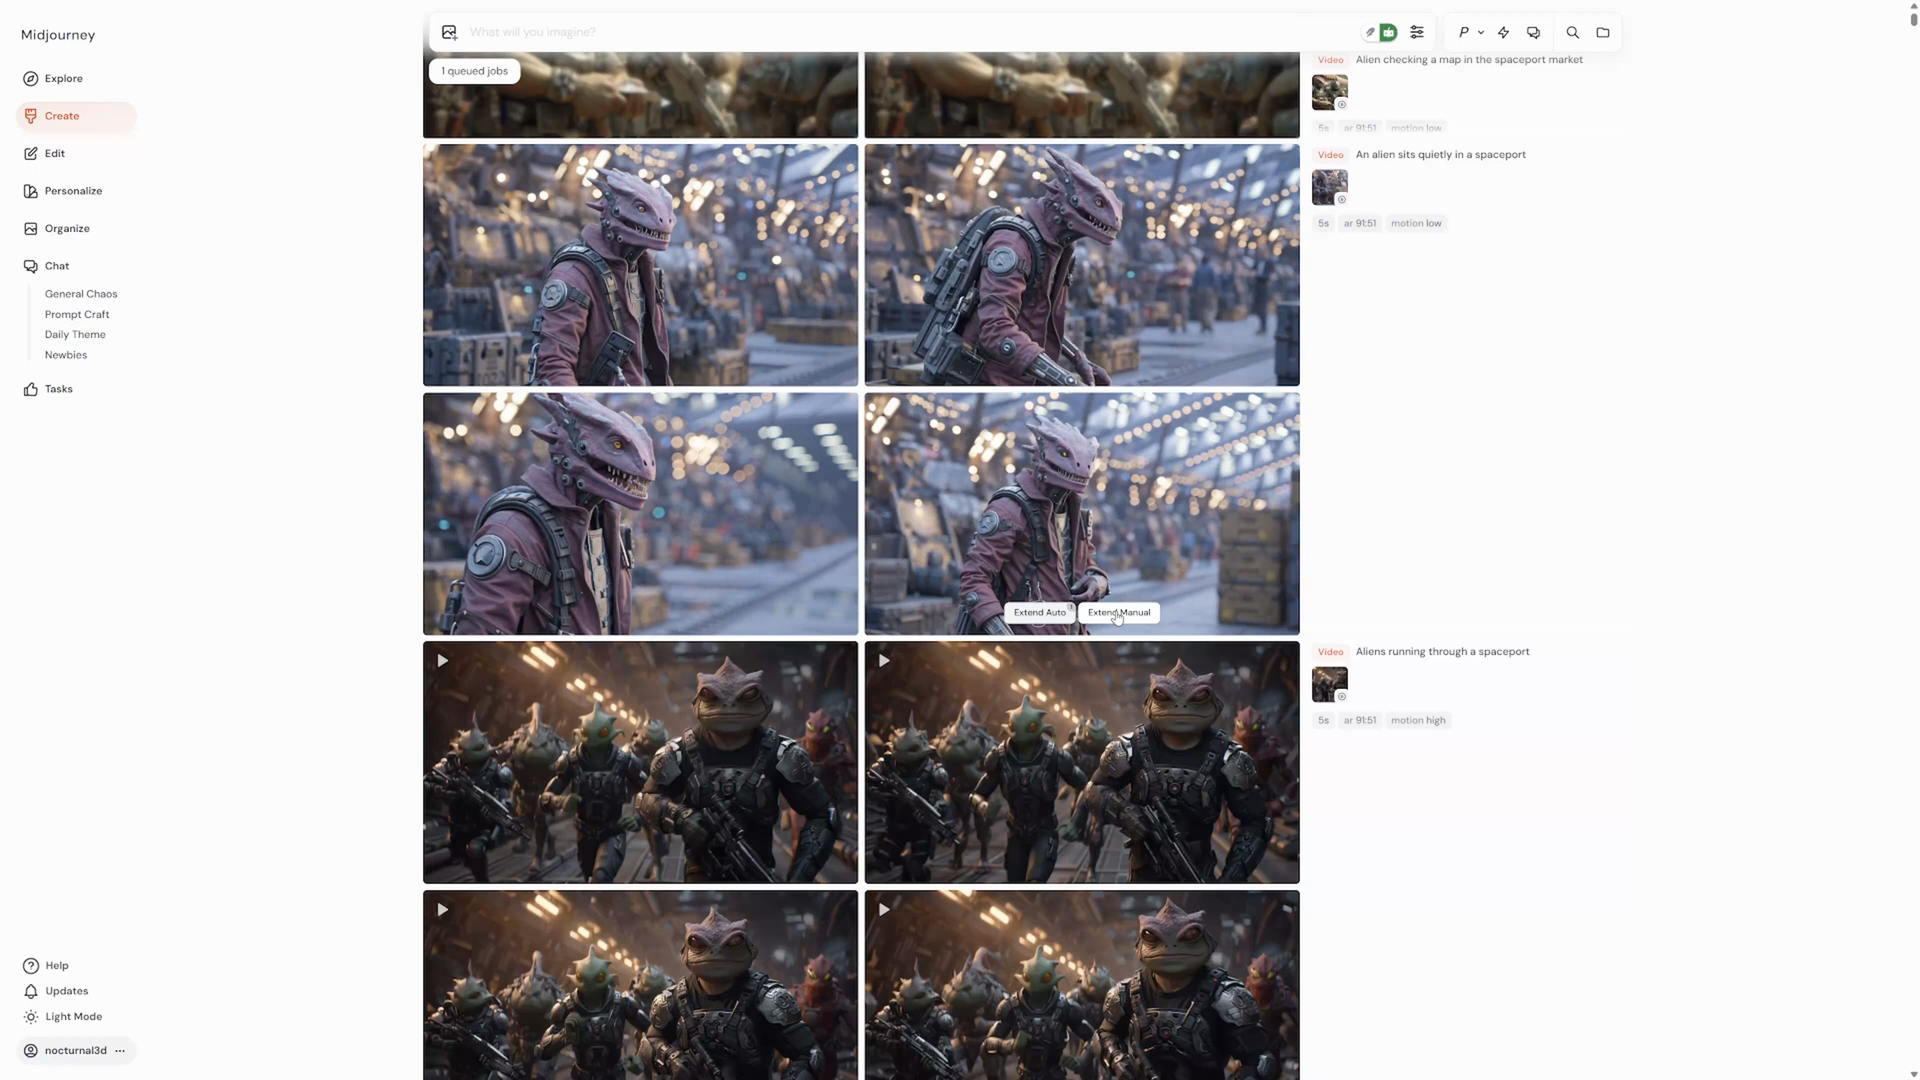 Midjourney
What will you imagine?
P
1 queued jobs
Explore
Create
Edit
Personalize
Organize
Chat
General Chaos
Prompt Craft
Daily Theme
Newbies
Tasks
Help
Updates
Light Mode
nocturnal3d
Video Alien checking a map in the spaceport market
5s ar 91:51 motion low
Video An alien sits quietly in a spaceport
5s ar 91:51 motion low
Extend Auto Extend Manual
Video Aliens running through a spaceport
5s ar 91:51 motion high